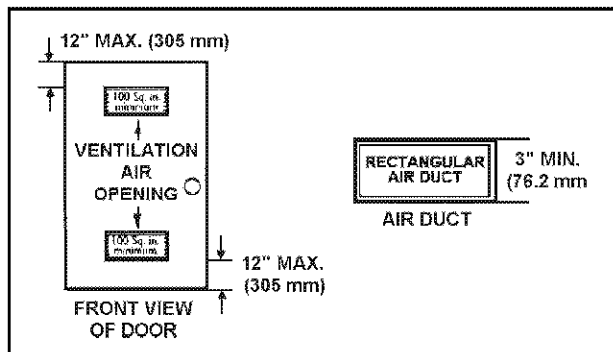 12" MAX. (305 mm)
100 Sq. in.
minimum
VENTILATION
AIR
OPENING
100 Sq. in.
minimum
12" MAX.
(305 mm)
FRONT VIEW
OF DOOR
RECTANGULAR
AIR DUCT
3" MIN.
(76.2 mm
AIR DUCT